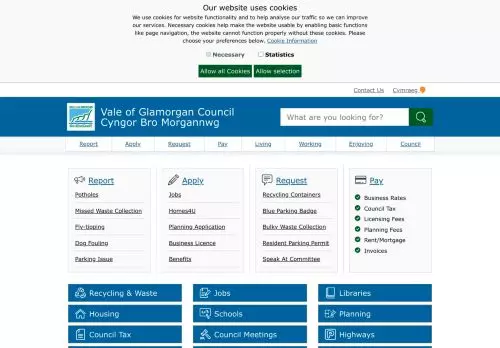 Our website uses cookies
We use cookies for website functionality and to help analyse our traffic so we can improve
our services. Necessary cookies help make the website usable by enabling basic functions
like page navigation, the website cannot function properly without these cookies. Please
choose your preferences below. Cookie Information
Necessary Statistics
Allow all Cookies Allow selection
Contact Us Cymraeg
Vale of Glamorgan Council
Cyngor Bro Morgannwg
What are you looking for?
Report Apply Request Pay Living Working Enjoying Council
Report
Potholes
Missed Waste Collection
Fly-tipping
Dog Fouling
Parking Issue
Apply
Jobs
Homes4U
Planning Application
Business Licence
Benefits
Request
Recycling Containers
Blue Parking Badge
Bulky Waste Collection
Resident Parking Permit
Speak At Committee
Pay
Business Rates
Council Tax
Licensing Fees
Planning Fees
Rent/Mortgage
Invoices
Recycling & Waste Jobs Libraries
Housing Schools Planning
Council Tax Council Meetings Highways